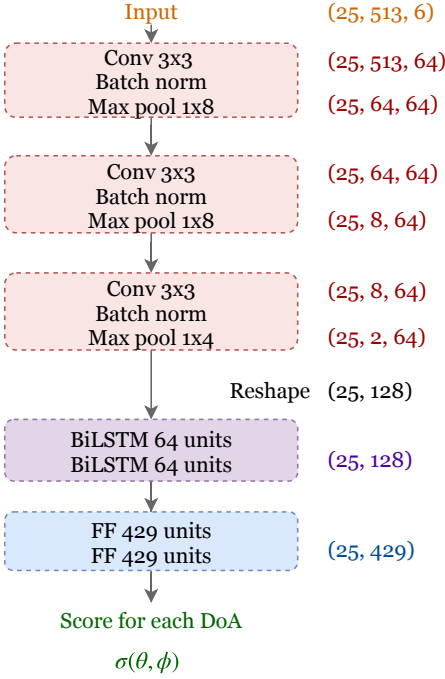 Input (25, 513, 6)
Conv 3x3 (25, 513, 64)
Batch norm
Max pool 1x8 (25, 64, 64)
Conv 3x3 (25, 64, 64)
Batch norm
Max pool 1x8 (25, 8, 64)
Conv 3x3 (25, 8, 64)
Batch norm
Max pool 1x4 (25, 2, 64)
Reshape (25, 128)
BiLSTM 64 units
BiLSTM 64 units (25, 128)
FF 429 units
FF 429 units (25, 429)
Score for each DoA
σ(θ, ϕ)